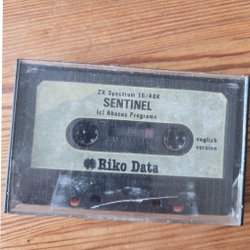 ZX Spectrum 16/48K
SENTINEL
(c) Abacus Programs
english
version
Riko Data